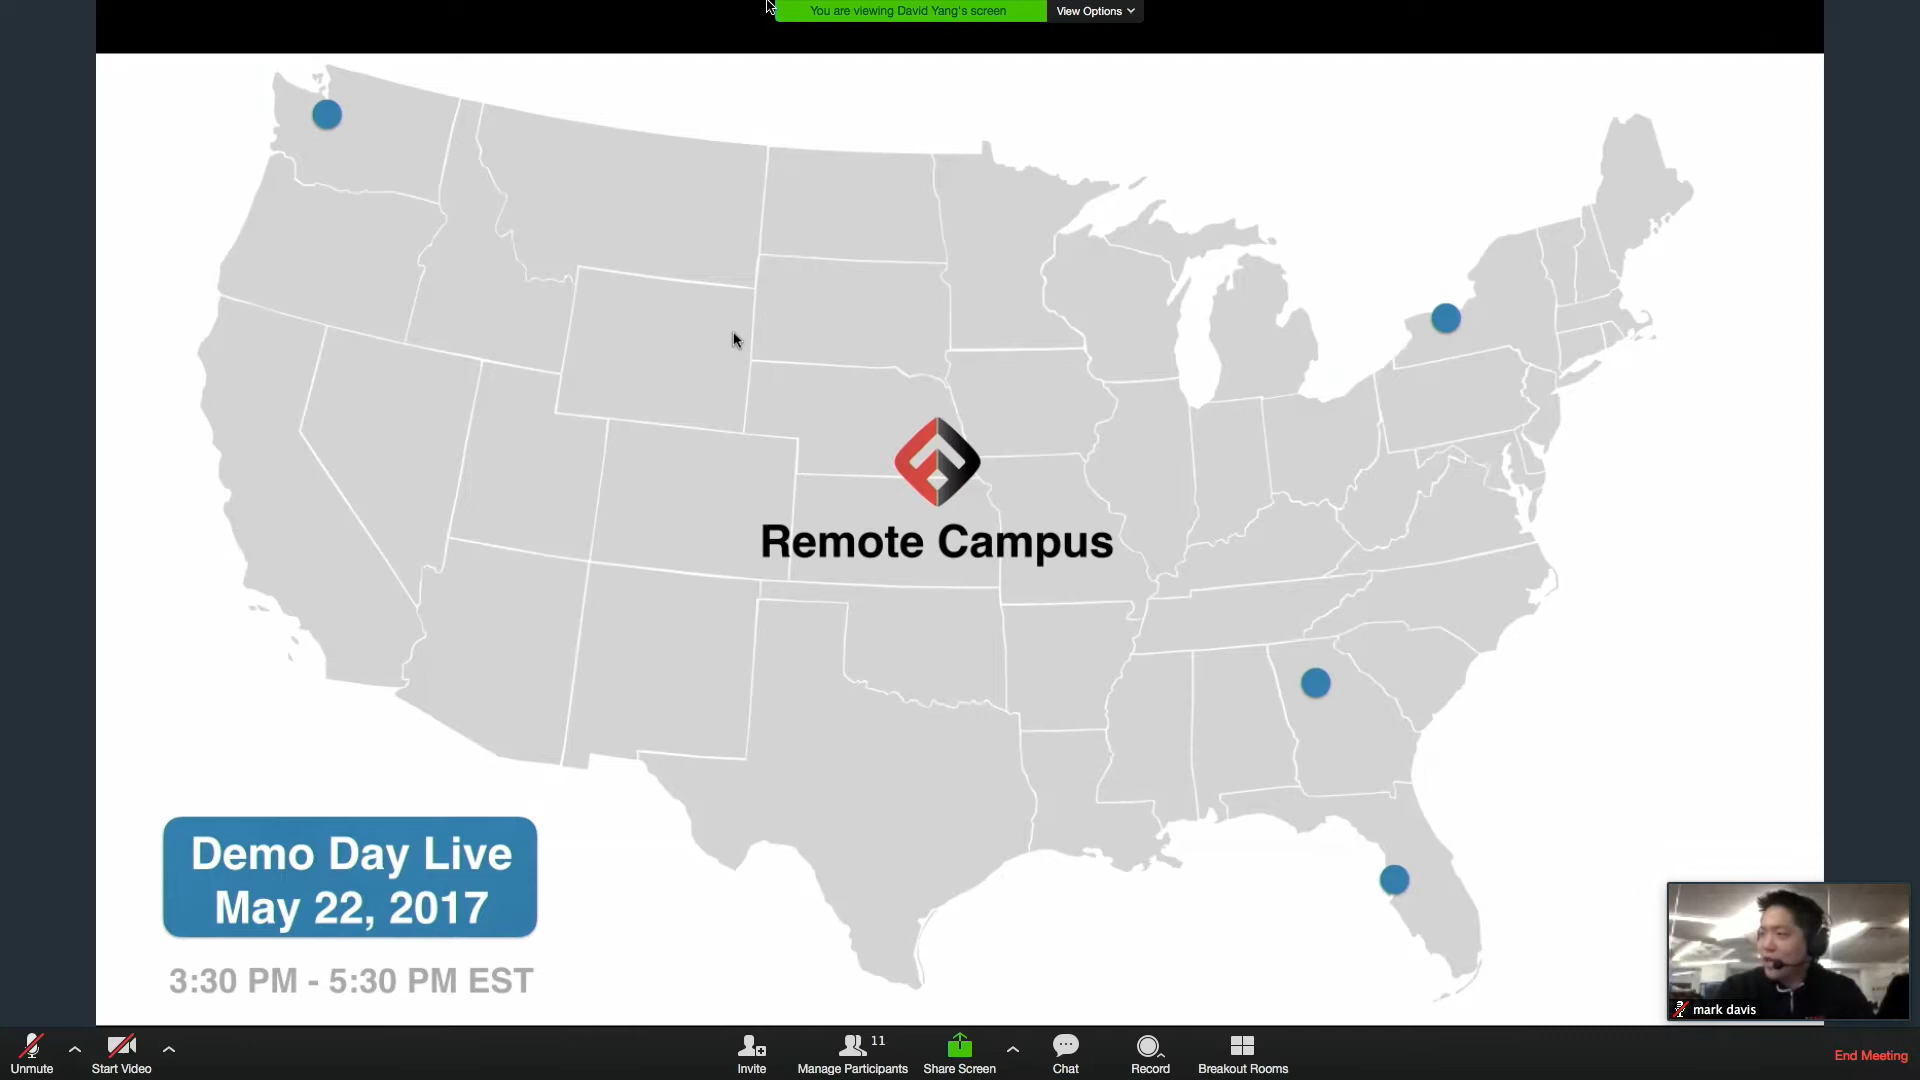 You are viewing David Yang's screen
View Options
Remote Campus
Demo Day Live
May 22, 2017
3:30 PM - 5:30 PM EST
mark davis
Unmute
Start Video
Invite
11
Manage Participants
Share Screen
Chat
Record
Breakout Rooms
End Meeting